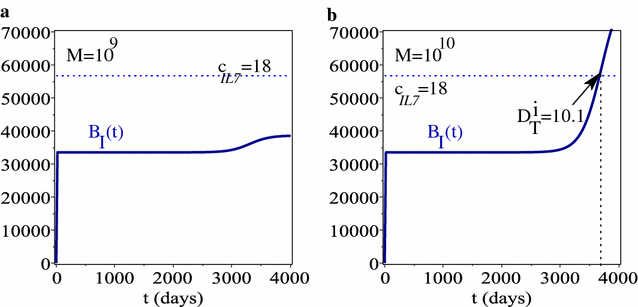 a
70000
60000
50000
40000
30000
20000
10000
0
M=10^9
c_IL7=18
B_I(t)
0 1000 2000 3000 4000
t (days)
b
70000
60000
50000
40000
30000
20000
10000
0
M=10^10
c_IL7=18
D_T^i=10.1
B_I(t)
0 1000 2000 3000 4000
t (days)